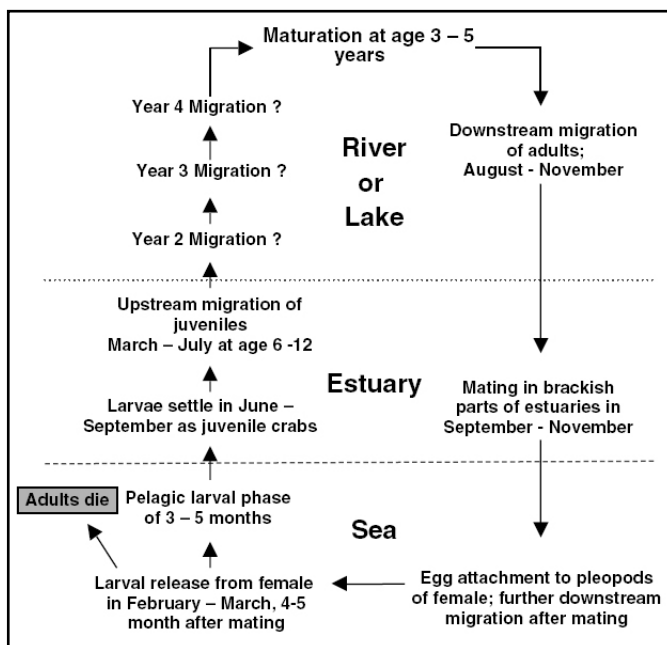 Maturation at age 3 – 5
years
Year 4 Migration ?
Downstream migration
of adults;
August - November
River
or
Lake
Year 3 Migration ?
Year 2 Migration ?
Upstream migration of
juveniles
March – July at age 6 -12
Estuary
Larvae settle in June –
September as juvenile crabs
Mating in brackish
parts of estuaries in
September - November
Adults die
Pelagic larval phase
of 3 – 5 months
Sea
Larval release from female
in February – March, 4-5
month after mating
Egg attachment to pleopods
of female; further downstream
migration after mating